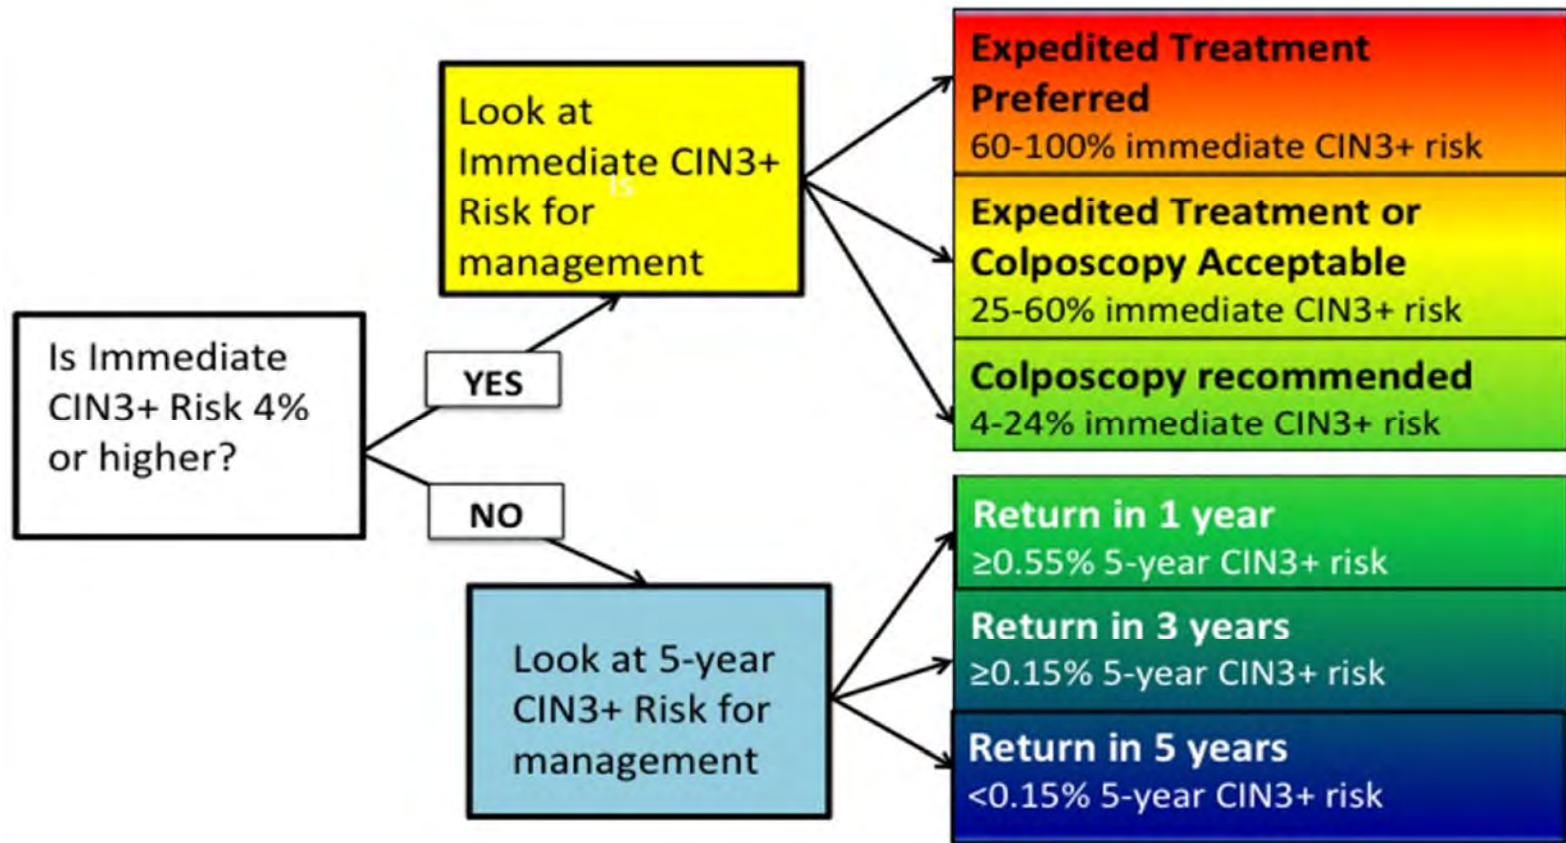 Is Immediate
CIN3+ Risk 4%
or higher?
YES
NO
Look at
Immediate CIN3+
Is
Risk for
management
Look at 5-year
CIN3+ Risk for
management
Expedited Treatment
Preferred
60-100% immediate CIN3+ risk
Expedited Treatment or
Colposcopy Acceptable
25-60% immediate CIN3+ risk
Colposcopy recommended
4-24% immediate CIN3+ risk
Return in 1 year
≥0.55% 5-year CIN3+ risk
Return in 3 years
≥0.15% 5-year CIN3+ risk
Return in 5 years
<0.15% 5-year CIN3+ risk